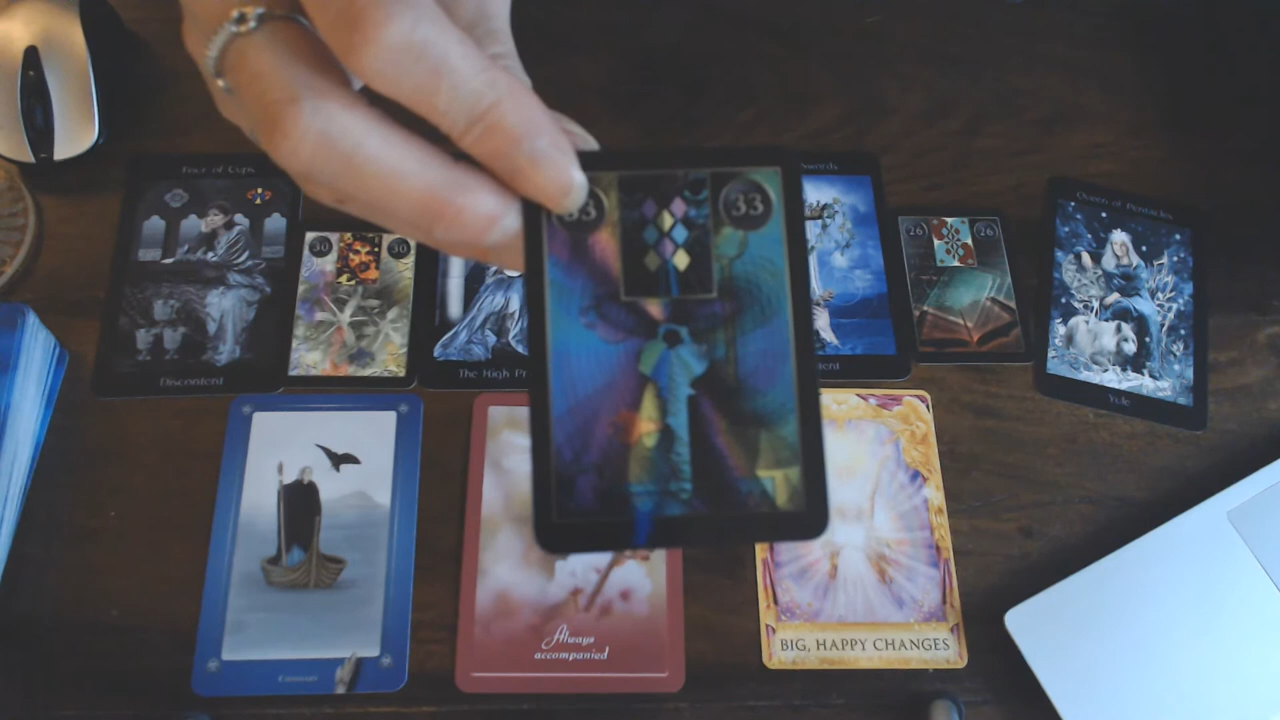 Four of Cups
Swords
Queen of Pentacles
30
30
33
33
26
26
Discontent
The High Pr
Yule
Always
accompanied
BIG, HAPPY CHANGES